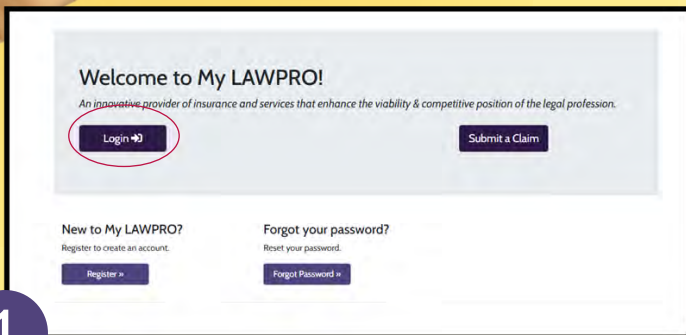 Welcome to My LAWPRO!
An innovative provider of insurance and services that enhance the viability & competitive position of the legal profession.
Login
Submit a Claim
New to My LAWPRO?
Register to create an account.
Register »
Forgot your password?
Reset your password.
Forgot Password »
1